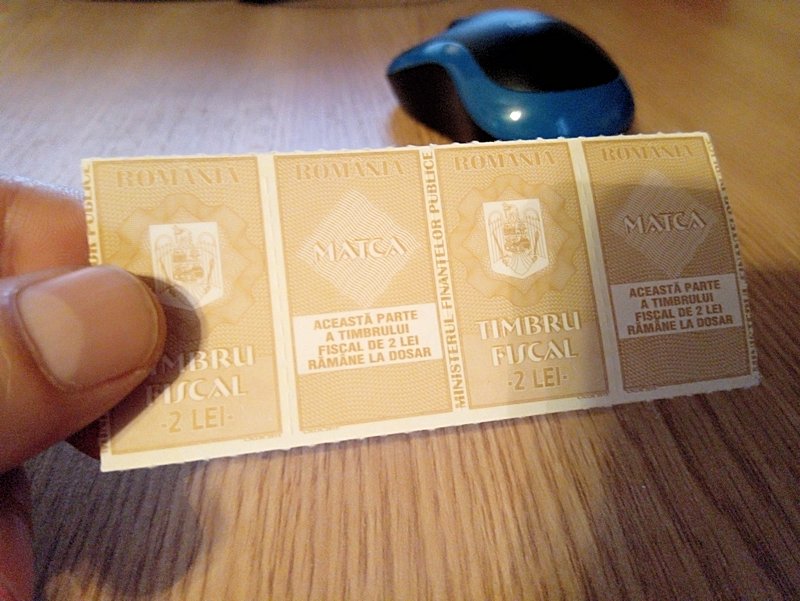 ROMÂNIA
TIMBRU
FISCAL
·2 LEI·
ROMÂNIA
MATCA
ACEASTĂ PARTE
A TIMBRULUI
FISCAL DE 2 LEI
RĂMÂNE LA DOSAR
MINISTERUL FINANȚELOR PUBLICE
ROMÂNIA
TIMBRU
FISCAL
·2 LEI·
ROMÂNIA
MATCA
ACEASTĂ PARTE
A TIMBRULUI
FISCAL DE 2 LEI
RĂMÂNE LA DOSAR